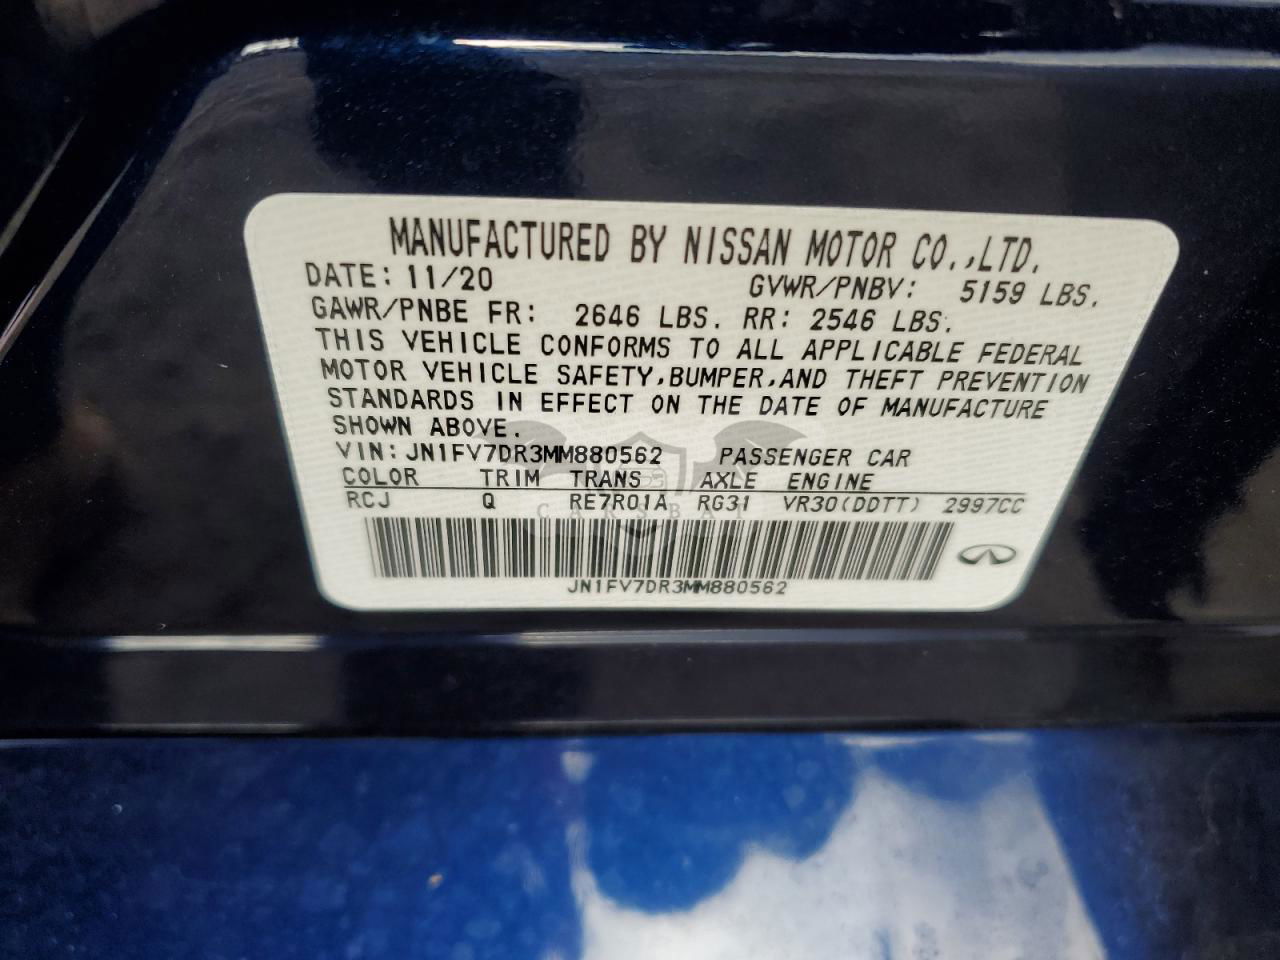 MANUFACTURED BY NISSAN MOTOR CO.,LTD.
DATE: 11/20 GVWR/PNBV: 5159 LBS.
GAWR/PNBE FR: 2646 LBS. RR: 2546 LBS.
THIS VEHICLE CONFORMS TO ALL APPLICABLE FEDERAL
MOTOR VEHICLE SAFETY,BUMPER,AND THEFT PREVENTION
STANDARDS IN EFFECT ON THE DATE OF MANUFACTURE
SHOWN ABOVE.
VIN: JN1FV7DR3MM880562 PASSENGER CAR
COLOR TRIM TRANS AXLE ENGINE
RCJ Q RE7R01A RG31 VR30(DDTT) 2997CC
CARSBAT
JN1FV7DR3MM880562